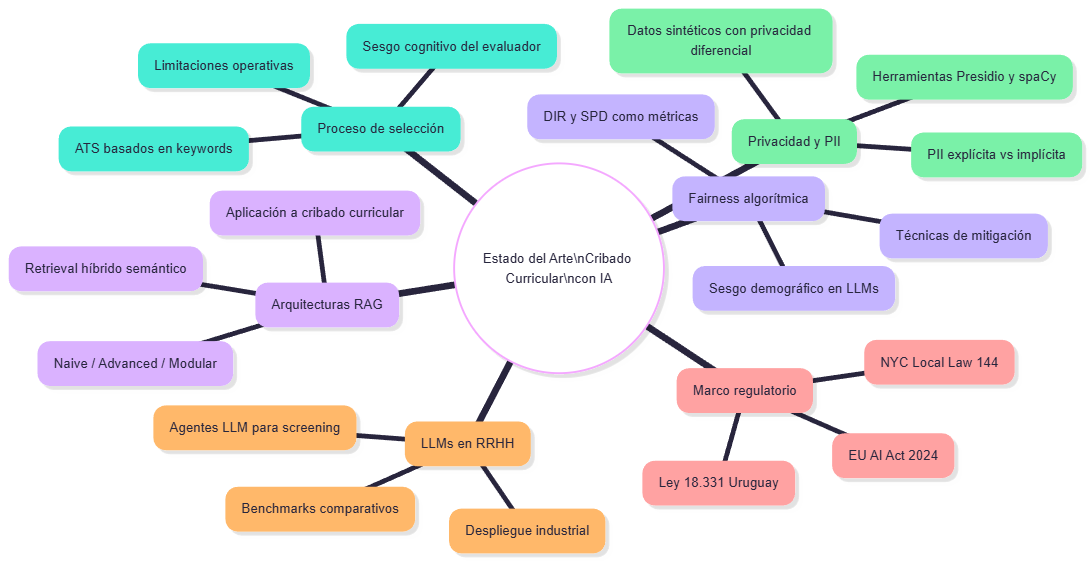 Datos sintéticos con privacidad
diferencial
Sesgo cognitivo del evaluador
Limitaciones operativas
Herramientas Presidio y spaCy
DIR y SPD como métricas
Proceso de selección
Privacidad y PII
ATS basados en keywords
PII explícita vs implícita
Fairness algorítmica
Aplicación a cribado curricular
Técnicas de mitigación
Estado del Arte\nCribado
Curricular\ncon IA
Retrieval híbrido semántico
Sesgo demográfico en LLMs
Arquitecturas RAG
Naive / Advanced / Modular
NYC Local Law 144
Marco regulatorio
Agentes LLM para screening
LLMs en RRHH
EU AI Act 2024
Ley 18.331 Uruguay
Benchmarks comparativos
Despliegue industrial